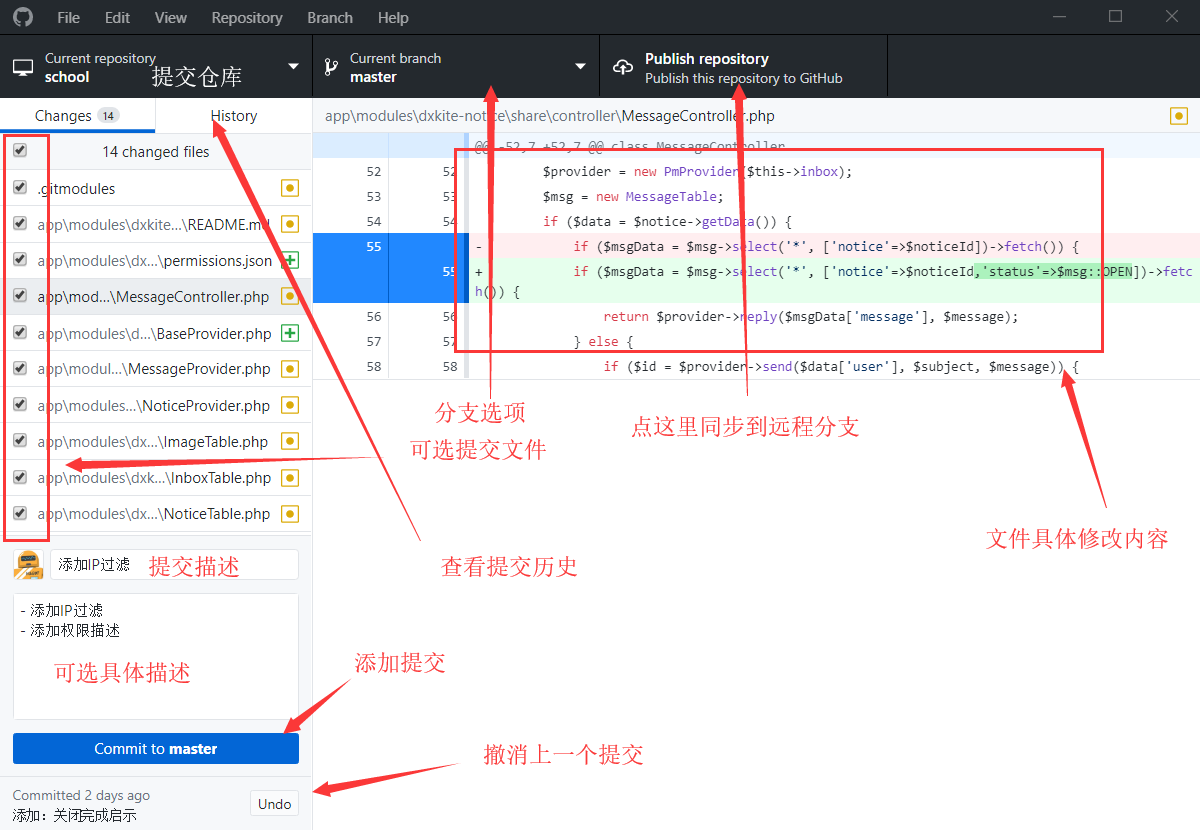 File Edit View Repository Branch Help
Current repository
school
提交仓库
Current branch
master
Publish repository
Publish this repository to GitHub
Changes 14
History
app\modules\dxkite-notice\share\controller\MessageController.php
14 changed files
.gitmodules
app\modules\dxkite...\README.md
app\modules\dx...\permissions.json
app\mod...\MessageController.php
app\modules\d...\BaseProvider.php
app\modul...\MessageProvider.php
app\modules...\NoticeProvider.php
app\modules\dx...\ImageTable.php
app\modules\dxk...\InboxTable.php
app\modules\dx...\NoticeTable.php
@@ -52,7 +52,7 @@ class MessageController
52 52 $provider = new PmProvider($this->inbox);
53 53 $msg = new MessageTable;
54 54 if ($data = $notice->getData()) {
55 - if ($msgData = $msg->select('*', ['notice'=>$noticeId])->fetch()) {
55 + if ($msgData = $msg->select('*', ['notice'=>$noticeId,'status'=>$msg::OPEN])->fetc
h()) {
56 56 return $provider->reply($msgData['message'], $message);
57 57 } else {
58 58 if ($id = $provider->send($data['user'], $subject, $message)) {
分支选项
可选提交文件
点这里同步到远程分支
文件具体修改内容
查看提交历史
添加IP过滤
提交描述
- 添加IP过滤
- 添加权限描述
可选具体描述
添加提交
Commit to master
撤消上一个提交
Committed 2 days ago
添加：关闭完成启示
Undo